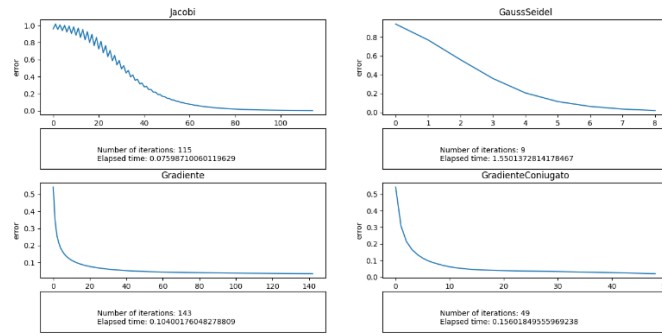 Jacobi
1.0
0.8
0.6
0.4
0.2
0.0
error
0 20 40 60 80 100
Number of iterations: 115
Elapsed time: 0.07598710060119629
GaussSeidel
0.8
0.6
0.4
0.2
0.0
error
0 1 2 3 4 5 6 7 8
Number of iterations: 9
Elapsed time: 1.5501372814178467
Gradiente
0.5
0.4
0.3
0.2
0.1
error
0 20 40 60 80 100 120 140
Number of iterations: 143
Elapsed time: 0.10400176048278809
GradienteConiugato
0.5
0.4
0.3
0.2
0.1
0.0
error
0 10 20 30 40
Number of iterations: 49
Elapsed time: 0.15601849555969238